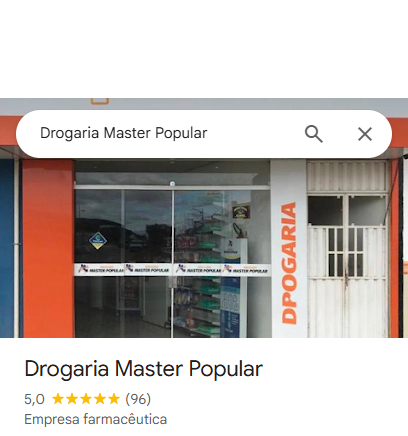 Drogaria Master Popular
MASTER POPULAR MASTER POPULAR MASTER POPULAR MASTER POPULAR
DPOGARIA
Drogaria Master Popular
5,0 ★★★★★ (96)
Empresa farmacêutica